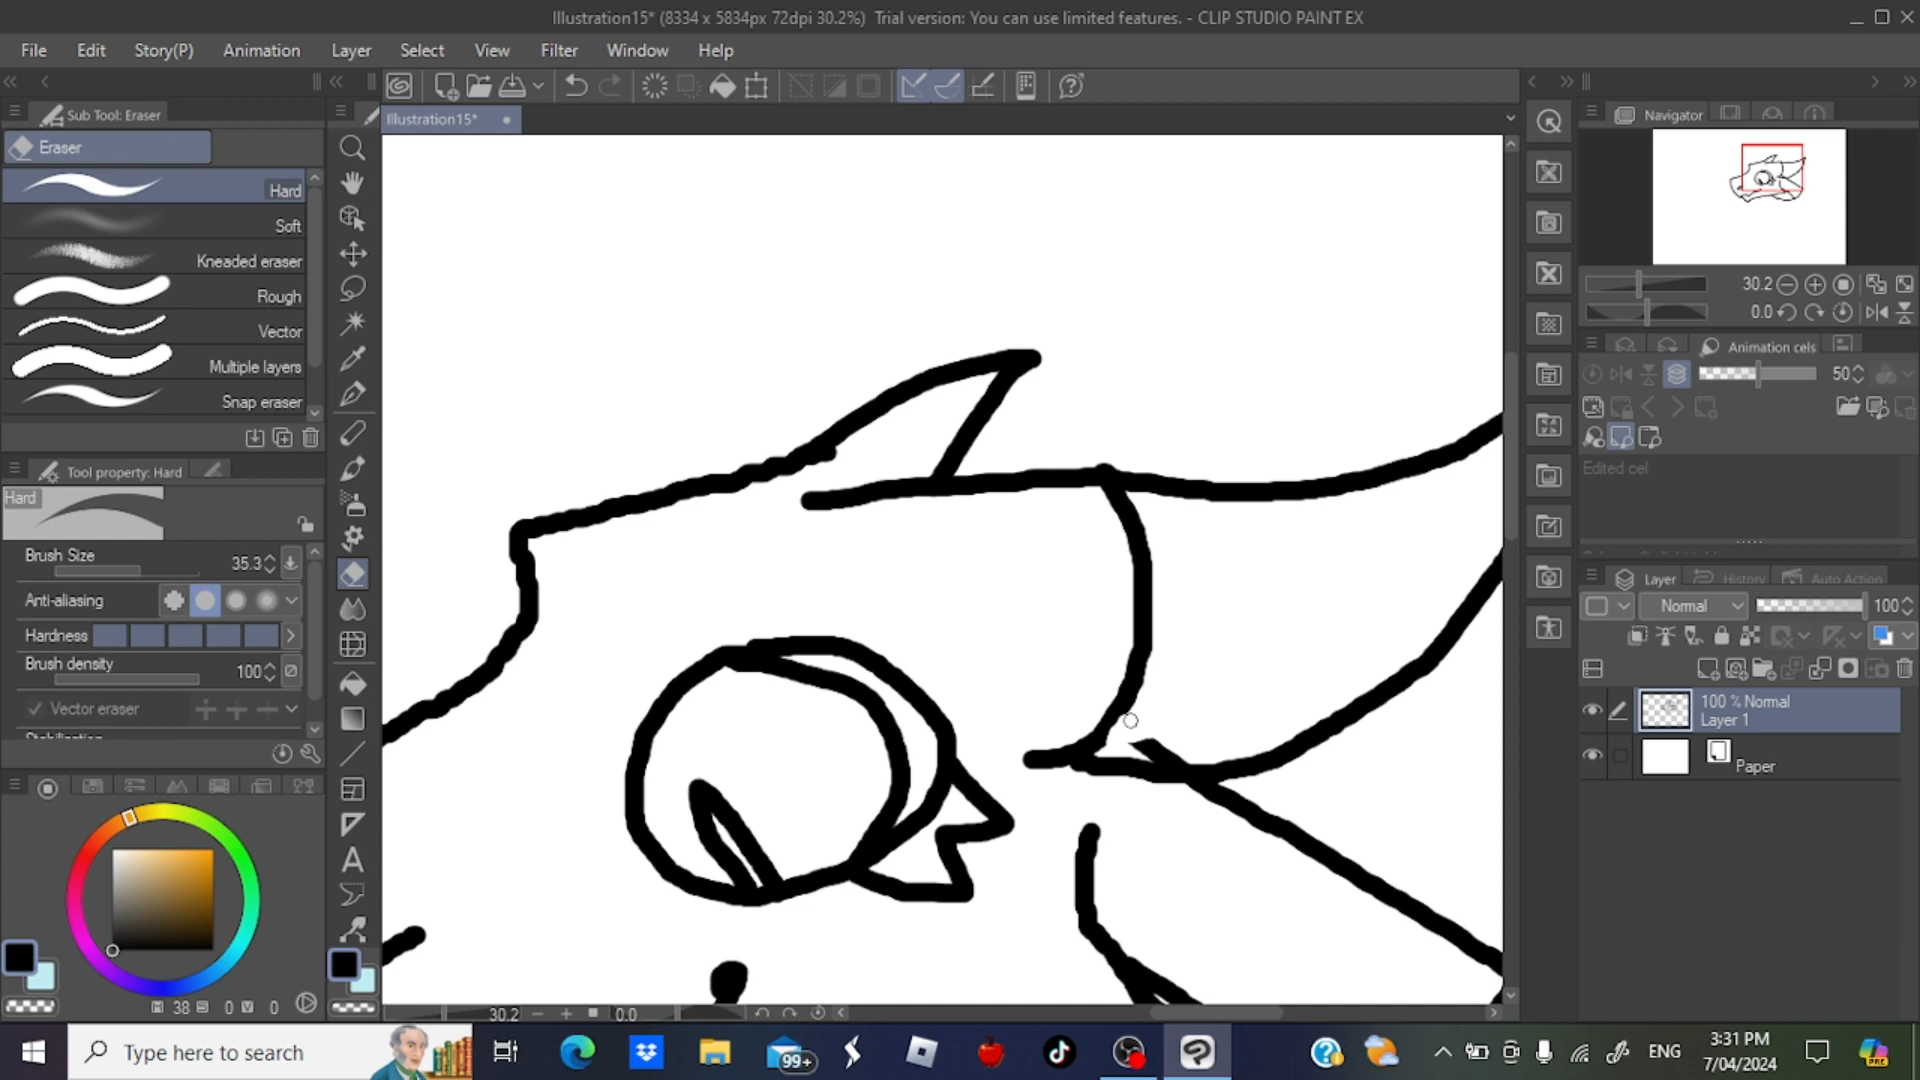 Illustration15* (8334 x 5834px 72dpi 30.2%) Trial version: You can use limited features. - CLIP STUDIO PAINT EX
File Edit Story(P) Animation Layer Select View Filter Window Help
Sub Tool: Eraser
Illustration15*
Navigator
Eraser
Hard
Soft
Kneaded eraser
Rough
Vector
Multiple layers
Snap eraser
30.2
0.0
Animation cels
50
Edited cel
Tool property: Hard
Hard
Brush Size 35.3
Anti-aliasing
Hardness
Brush density 100
Vector eraser
Layer History Auto Action
Normal 100
100 % Normal
Layer 1
Paper
38 0 V 0
30.2 0.0
Type here to search
99+
ENG
3:31 PM
7/04/2024
PRE